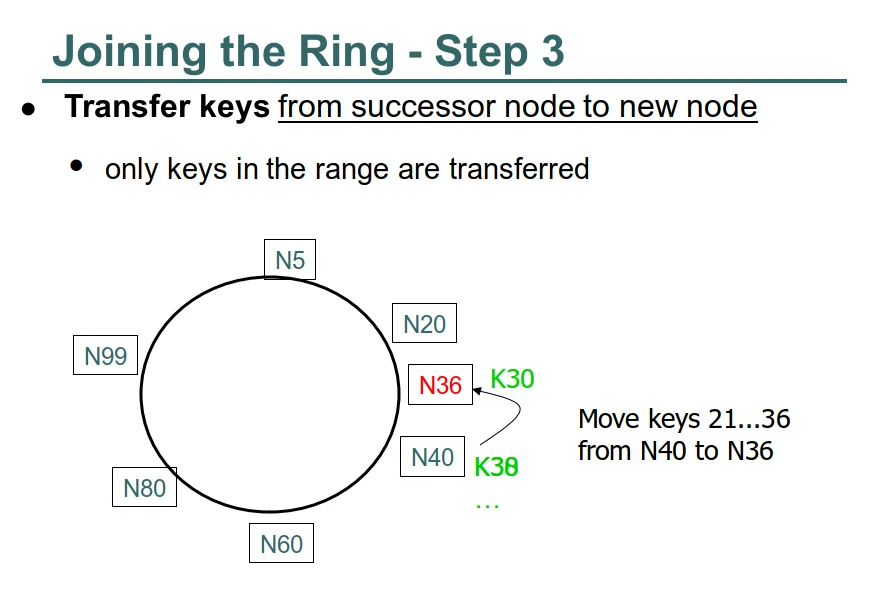 Joining the Ring - Step 3
● Transfer keys from successor node to new node
● only keys in the range are transferred
N5
N20
N99
N36
K30
Move keys 21...36
from N40 to N36
N40
...
N80
N60